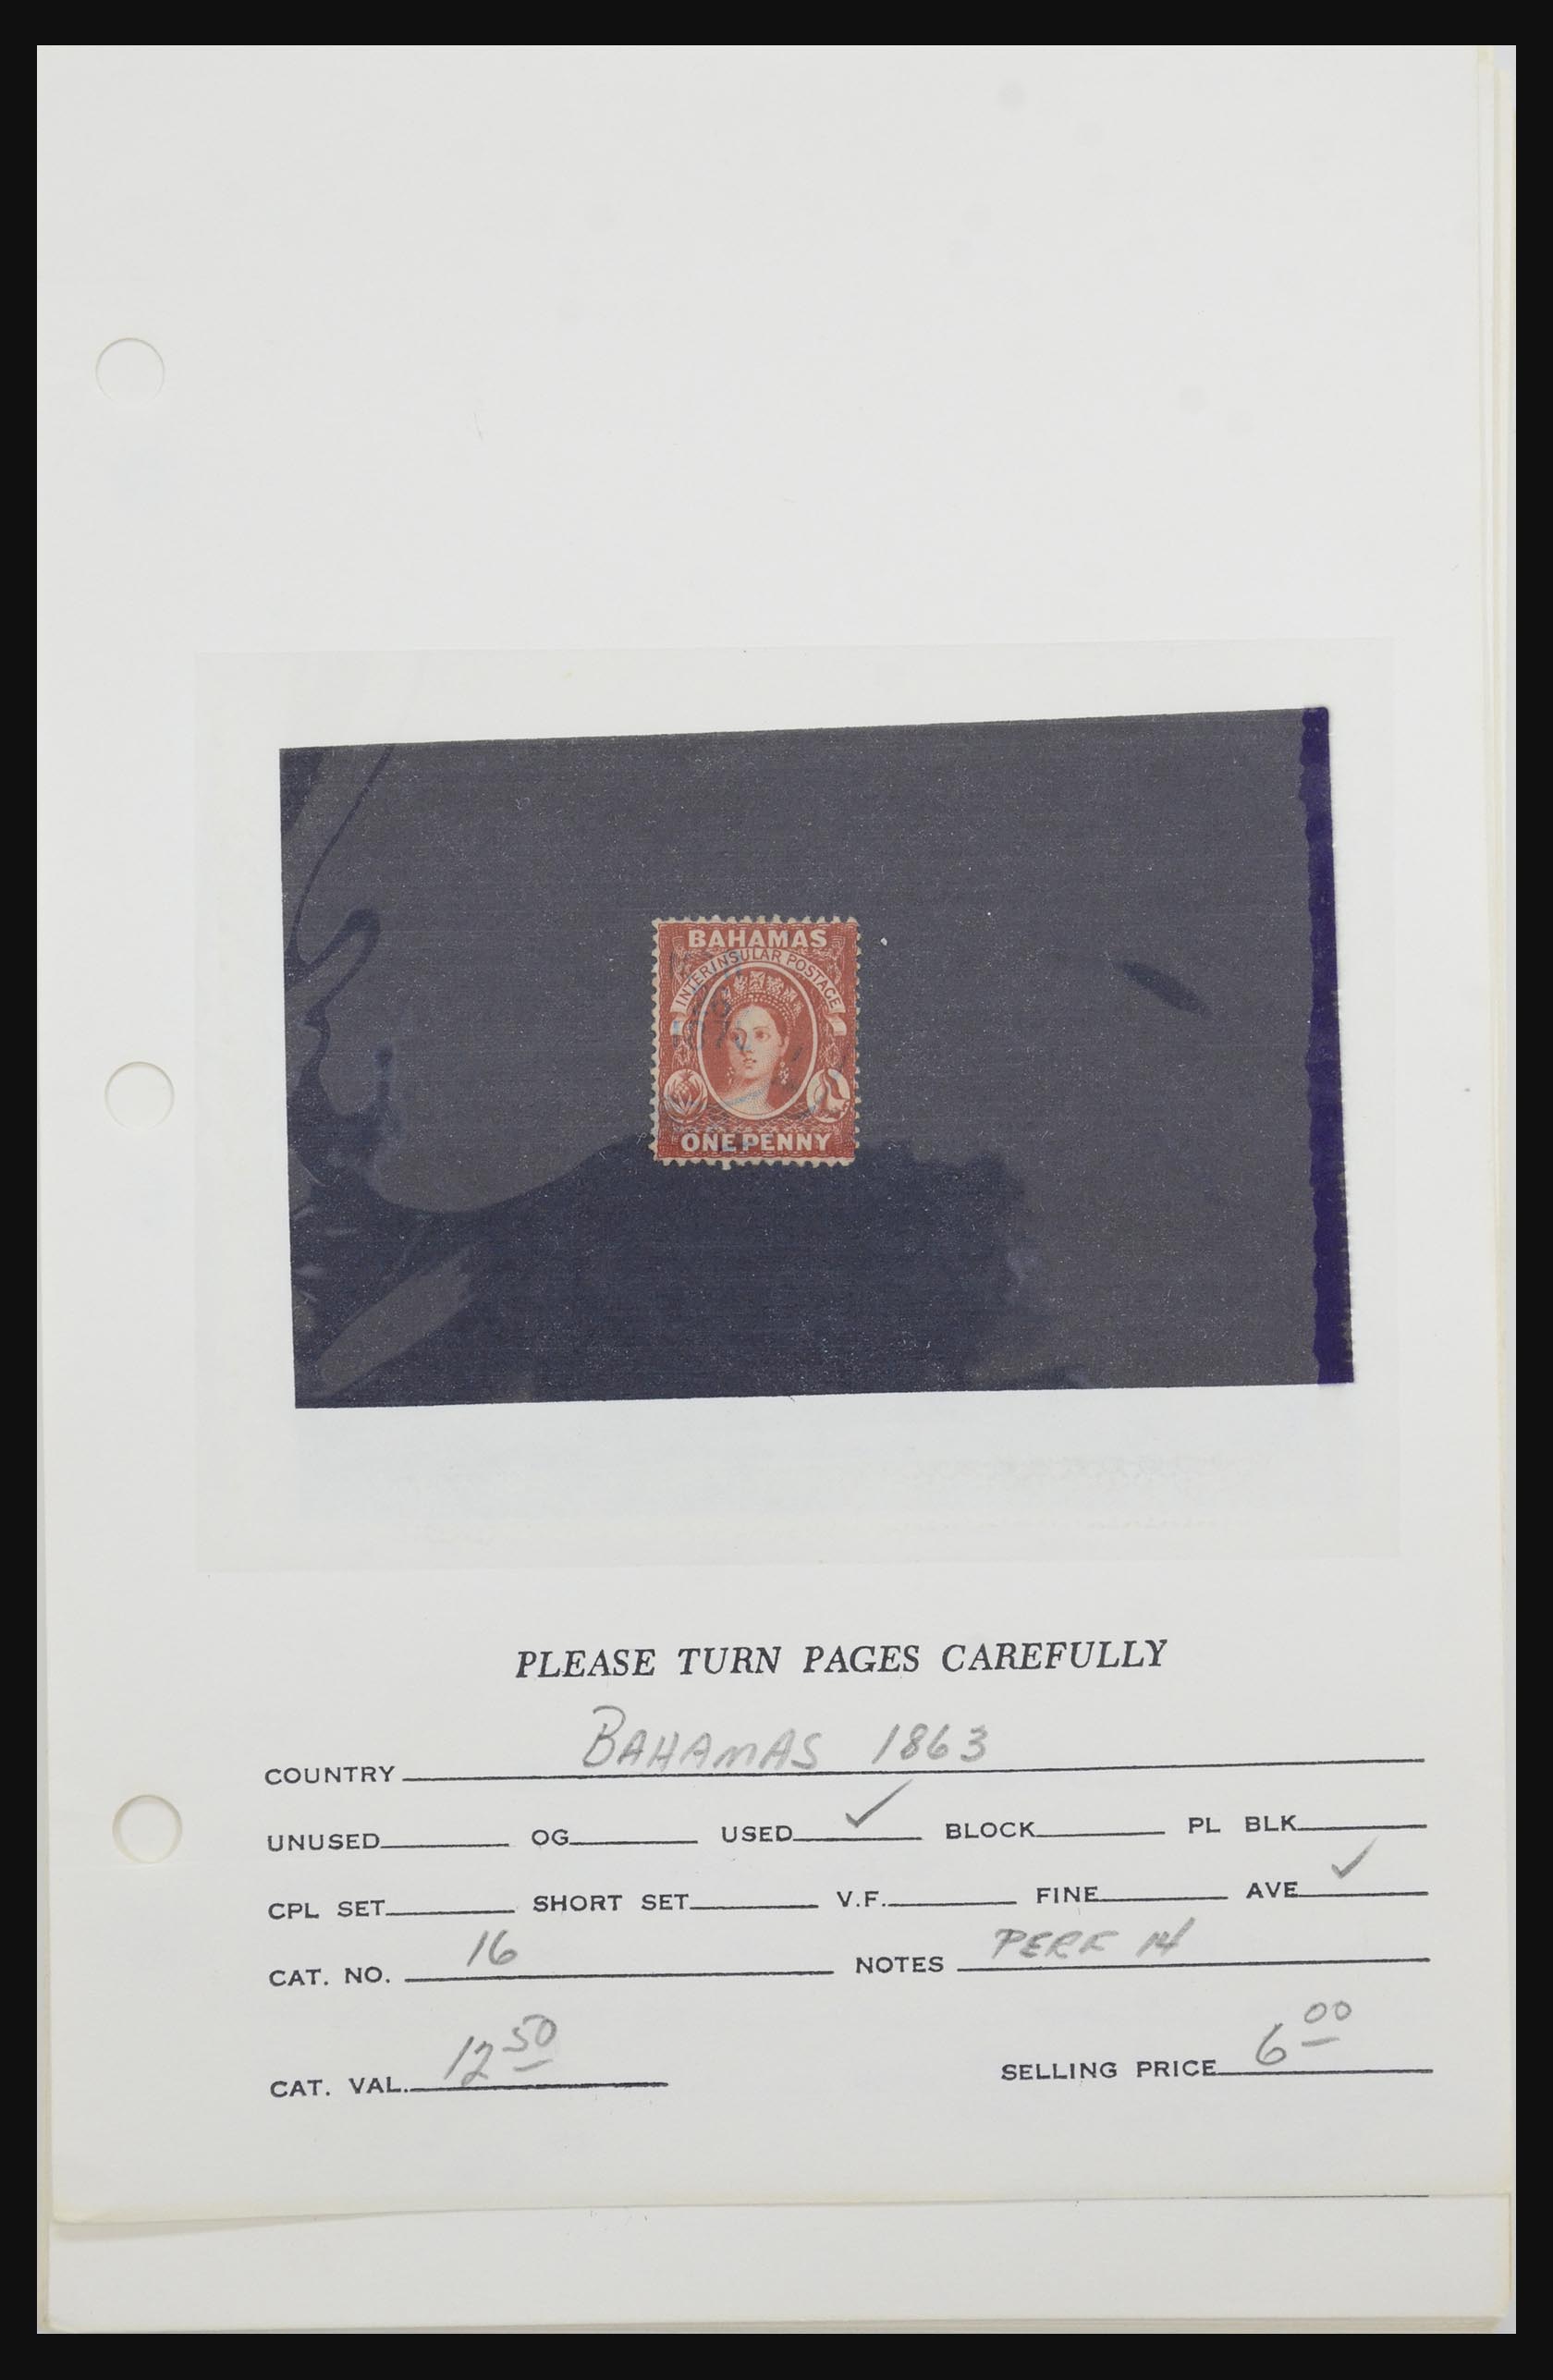 BAHAMAS
INTERINSULAR POSTAGE
ONE PENNY
PLEASE TURN PAGES CAREFULLY
COUNTRY BAHAMAS 1863
UNUSED OG USED ✓ BLOCK PL BLK
CPL SET SHORT SET V.F. FINE AVE ✓
CAT. NO. 16 NOTES PERF 14
CAT. VAL. 12 50 SELLING PRICE 6 00